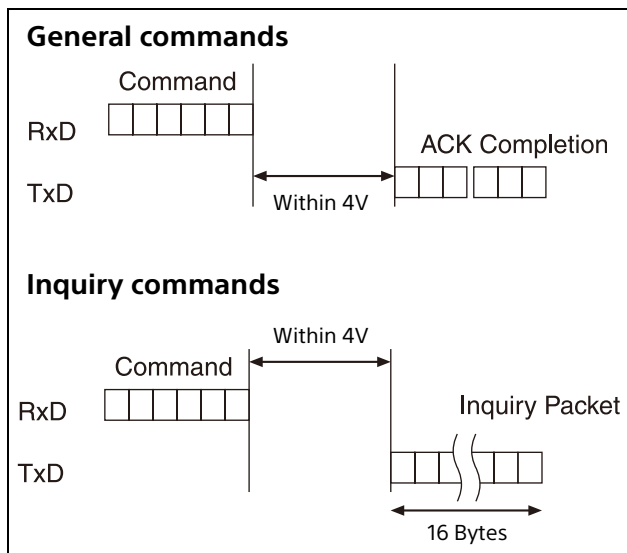 General commands
Command
RxD
ACK Completion
TxD
Within 4V
Inquiry commands
Within 4V
Command
RxD
Inquiry Packet
TxD
16 Bytes